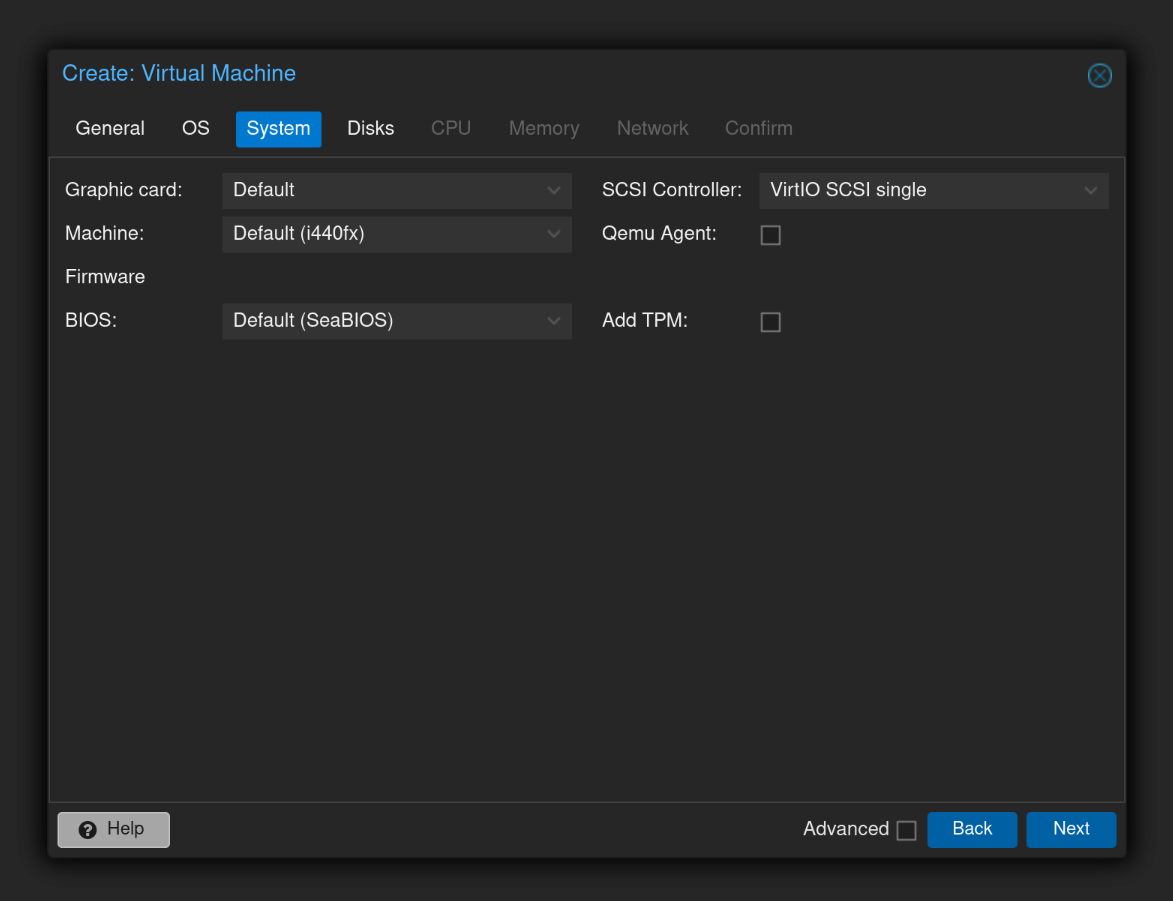 Create: Virtual Machine
General OS System Disks CPU Memory Network Confirm
Graphic card: Default SCSI Controller: VirtIO SCSI single
Machine: Default (i440fx) Qemu Agent:
Firmware
BIOS: Default (SeaBIOS) Add TPM:
Help Advanced Back Next